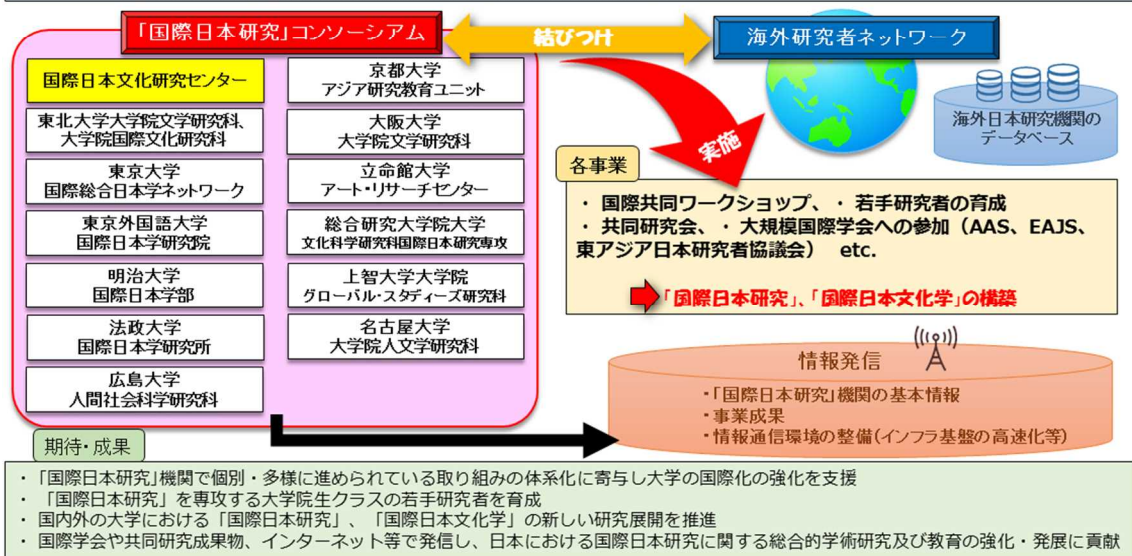 「国際日本研究」コンソーシアム
結びつけ
海外研究者ネットワーク
国際日本文化研究センター
東北大学大学院文学研究科、
大学院国際文化研究科
東京大学
国際総合日本学ネットワーク
東京外国語大学
国際日本学研究院
明治大学
国際日本学部
法政大学
国際日本学研究所
広島大学
人間社会科学研究科
京都大学
アジア研究教育ユニット
大阪大学
大学院文学研究科
立命館大学
アート・リサーチセンター
総合研究大学院大学
文化科学研究科国際日本研究専攻
上智大学大学院
グローバル・スタディーズ研究科
名古屋大学
大学院人文学研究科
実施
海外日本研究機関の
データベース
各事業
・ 国際共同ワークショップ、 ・ 若手研究者の育成
・ 共同研究会、 ・ 大規模国際学会への参加（AAS、EAJS、
東アジア日本研究者協議会） etc.
「国際日本研究」、「国際日本文化学」の構築
情報発信
・「国際日本研究」機関の基本情報
・事業成果
・情報通信環境の整備(インフラ基盤の高速化等)
期待・成果
・「国際日本研究」機関で個別・多様に進められている取り組みの体系化に寄与し大学の国際化の強化を支援
・ 「国際日本研究」を専攻する大学院生クラスの若手研究者を育成
・ 国内外の大学における「国際日本研究」、「国際日本文化学」の新しい研究展開を推進
・ 国際学会や共同研究成果物、インターネット等で発信し、日本における国際日本研究に関する総合的学術研究及び教育の強化・発展に貢献